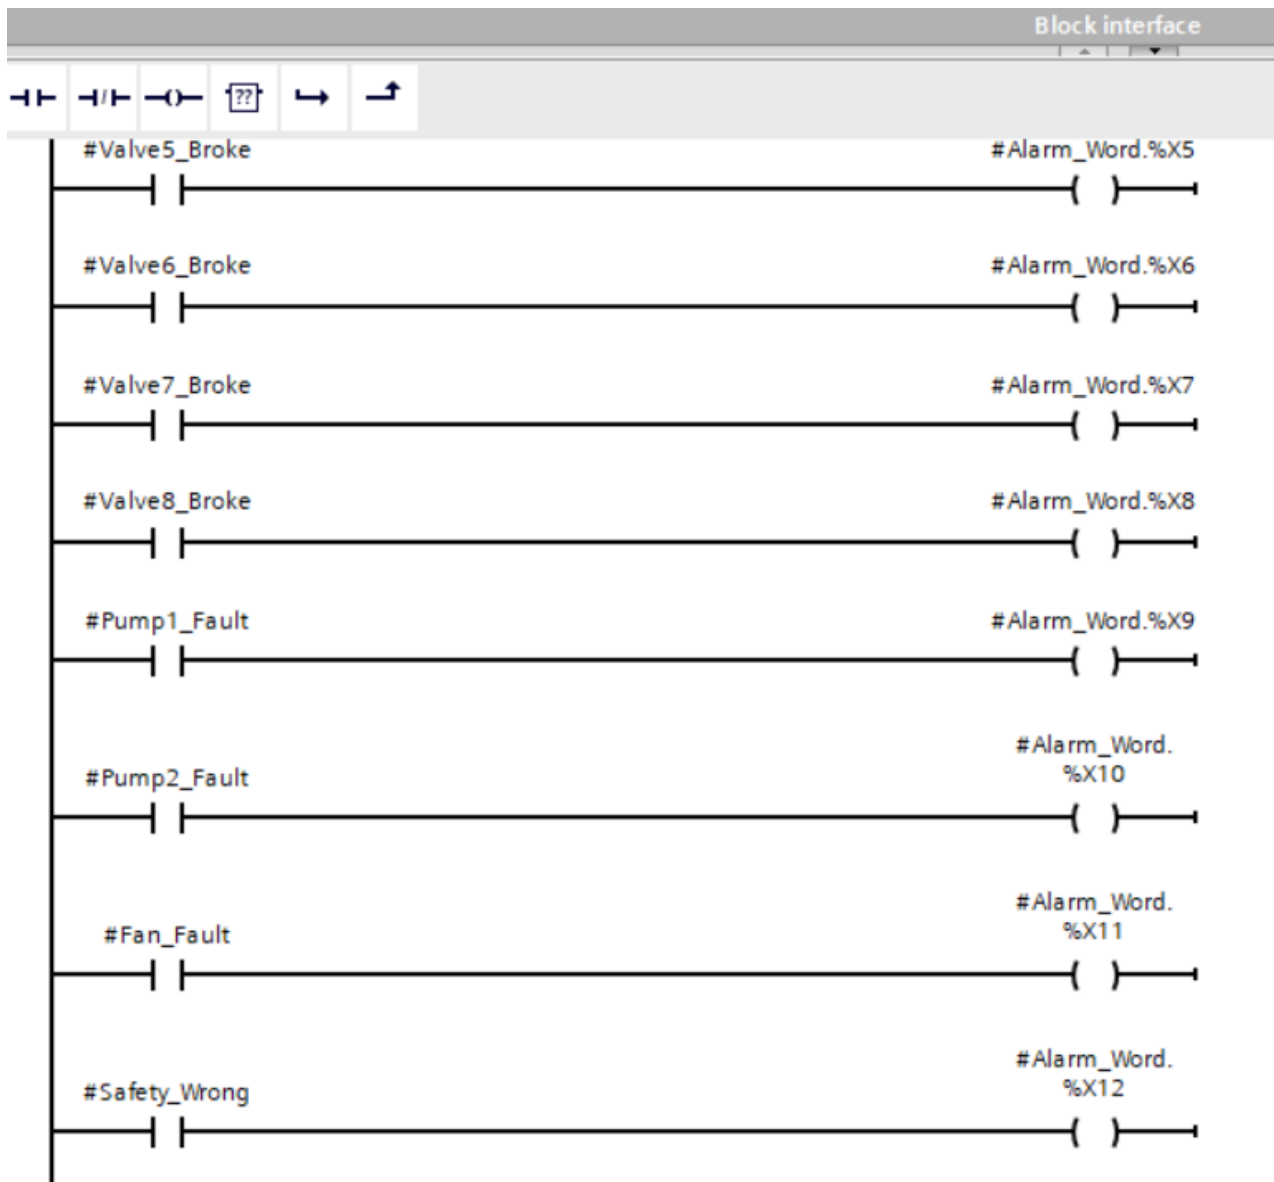 Block interface
??
#Valve5_Broke #Alarm_Word.%X5
#Valve6_Broke #Alarm_Word.%X6
#Valve7_Broke #Alarm_Word.%X7
#Valve8_Broke #Alarm_Word.%X8
#Pump1_Fault #Alarm_Word.%X9
#Alarm_Word.
#Pump2_Fault %X10
#Alarm_Word.
#Fan_Fault %X11
#Alarm_Word.
#Safety_Wrong %X12